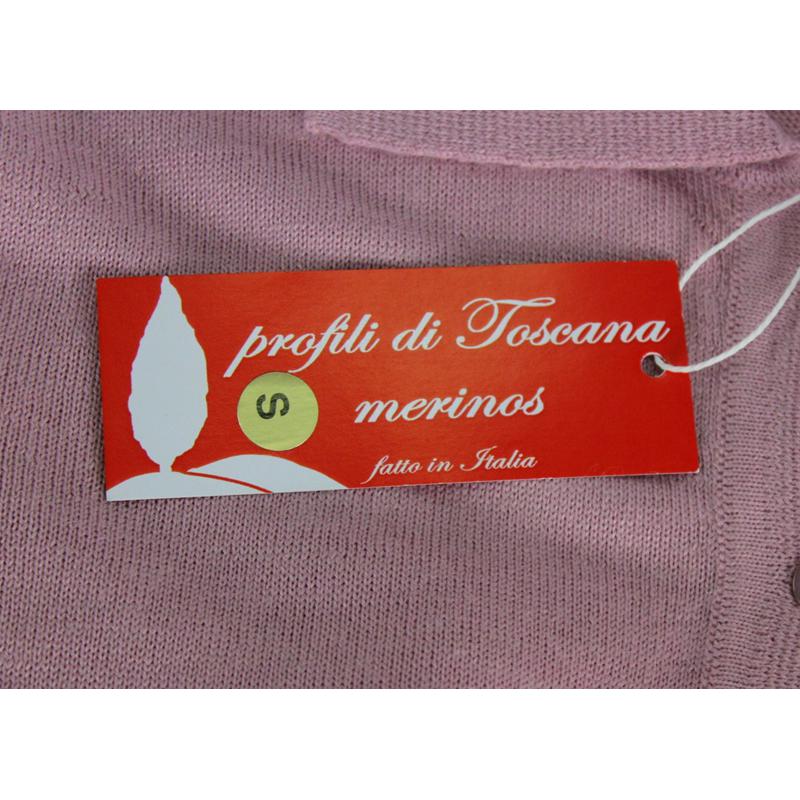 profili di Toscana
merinos
S
fatto in Italia